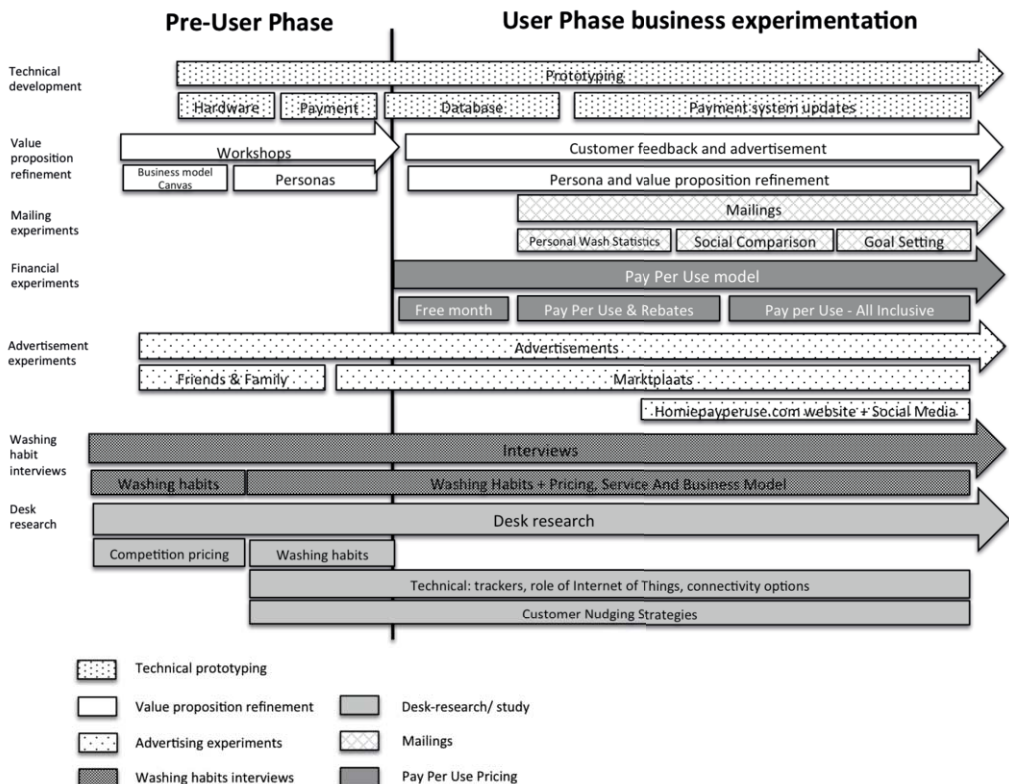 Pre-User Phase
User Phase business experimentation
Technical
development
Prototyping
Hardware
Payment
Database
Payment system updates
Value
proposition
refinement
Workshops
Customer feedback and advertisement
Business model
Canvas
Personas
Persona and value proposition refinement
Mailing
experiments
Mailings
Personal Wash Statistics
Social Comparison
Goal Setting
Financial
experiments
Pay Per Use model
Free month
Pay Per Use & Rebates
Pay per Use - All Inclusive
Advertisement
experiments
Advertisements
Friends & Family
Marktplaats
Homiepayperuse.com website + Social Media
Washing
habit
interviews
Interviews
Washing habits
Washing Habits + Pricing, Service And Business Model
Desk
research
Desk research
Competition pricing
Washing habits
Technical: trackers, role of Internet of Things, connectivity options
Customer Nudging Strategies
Technical prototyping
Value proposition refinement
Desk-research/ study
Advertising experiments
Mailings
Washing habits interviews
Pay Per Use Pricing